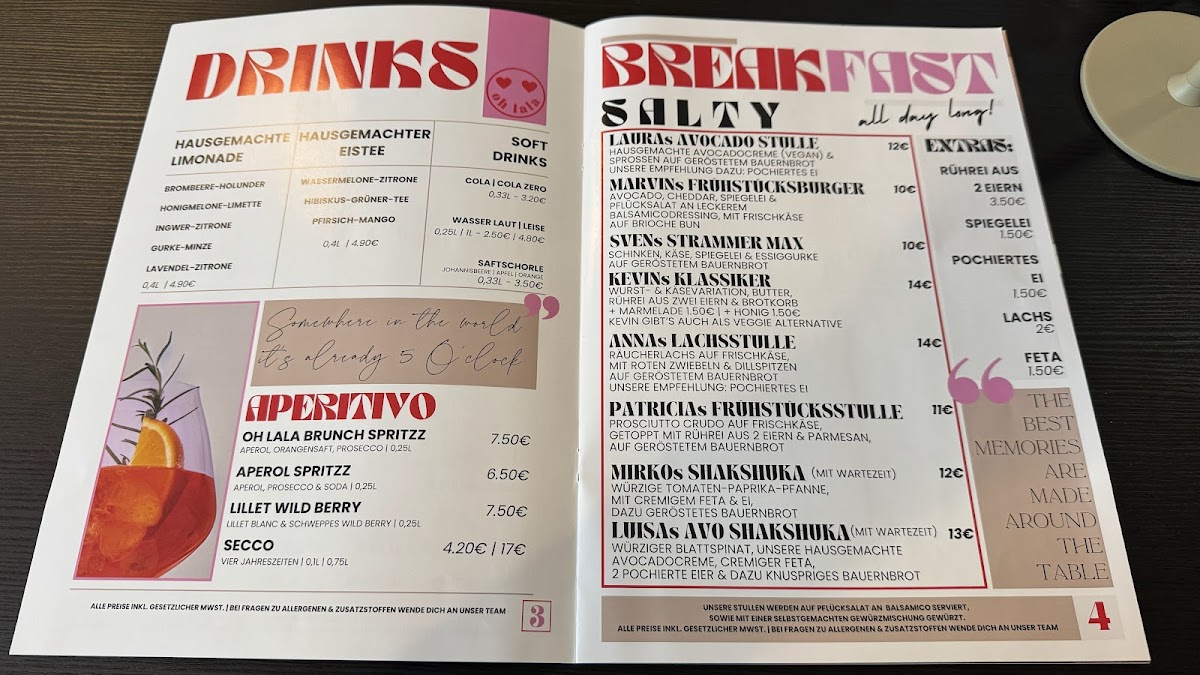 DRINKS
oh lala
HAUSGEMACHTE
LIMONADE
BROMBEERE-HOLUNDER
HONIGMELONE-LIMETTE
INGWER-ZITRONE
GURKE-MINZE
LAVENDEL-ZITRONE
0,4L | 4.90€
HAUSGEMACHTER
EISTEE
WASSERMELONE-ZITRONE
HIBISKUS-GRÜNER-TEE
PFIRSICH-MANGO
0,4L | 4.90€
SOFT
DRINKS
COLA | COLA ZERO
0,33L - 3.20€
WASSER LAUT | LEISE
0,25L | 1L - 2.50€ | 4.80€
SAFTSCHORLE
JOHANNISBEERE | APFEL | ORANGE
0,33L - 3.50€
Somewhere in the world
it's already 5 O'clock
APERITIVO
OH LALA BRUNCH SPRITZZ 7.50€
APEROL, ORANGENSAFT, PROSECCO | 0,25L
APEROL SPRITZZ 6.50€
APEROL, PROSECCO & SODA | 0,25L
LILLET WILD BERRY 7.50€
LILLET BLANC & SCHWEPPES WILD BERRY | 0,25L
SECCO 4.20€ | 17€
VIER JAHRESZEITEN | 0,1L | 0,75L
ALLE PREISE INKL. GESETZLICHER MWST. | BEI FRAGEN ZU ALLERGENEN & ZUSATZSTOFFEN WENDE DICH AN UNSER TEAM
3
BREAKFAST
SALTY
all day long!
LAURAs AVOCADO STULLE 12€
HAUSGEMACHTE AVOCADOCREME (VEGAN) &
SPROSSEN AUF GERÖSTETEM BAUERNBROT
UNSERE EMPFEHLUNG DAZU: POCHIERTES EI
MARVINs FRÜHSTÜCKSBURGER 10€
AVOCADO, CHEDDAR, SPIEGELEI &
PFLÜCKSALAT AN LECKEREM
BALSAMICODRESSING, MIT FRISCHKÄSE
AUF BRIOCHE BUN
SVENs STRAMMER MAX 10€
SCHINKEN, KÄSE, SPIEGELEI & ESSIGGURKE
AUF GERÖSTETEM BAUERNBROT
KEVINs KLASSIKER 14€
WURST- & KÄSEVARIATION, BUTTER,
RÜHREI AUS ZWEI EIERN & BROTKORB
+ MARMELADE 1.50€ | + HONIG 1.50€
KEVIN GIBT'S AUCH ALS VEGGIE ALTERNATIVE
ANNAs LACHSSTULLE 14€
RÄUCHERLACHS AUF FRISCHKÄSE,
MIT ROTEN ZWIEBELN & DILLSPITZEN
AUF GERÖSTETEM BAUERNBROT
UNSERE EMPFEHLUNG: POCHIERTES EI
PATRICIAs FRÜHSTÜCKSSTULLE 11€
PROSCIUTTO CRUDO AUF FRISCHKÄSE,
GETOPPT MIT RÜHREI AUS 2 EIERN & PARMESAN,
AUF GERÖSTETEM BAUERNBROT
MIRKOs SHAKSHUKA (MIT WARTEZEIT) 12€
WÜRZIGE TOMATEN-PAPRIKA-PFANNE,
MIT CREMIGEM FETA & EI,
DAZU GERÖSTETES BAUERNBROT
LUISAs AVO SHAKSHUKA (MIT WARTEZEIT) 13€
WÜRZIGER BLATTSPINAT, UNSERE HAUSGEMACHTE
AVOCADOCREME, CREMIGER FETA,
2 POCHIERTE EIER & DAZU KNUSPRIGES BAUERNBROT
EXTRAS:
RÜHREI AUS
2 EIERN
3.50€
SPIEGELEI
1.50€
POCHIERTES
EI
1.50€
LACHS
2€
FETA
1.50€
THE
BEST
MEMORIES
ARE
MADE
AROUND
THE
TABLE
UNSERE STULLEN WERDEN AUF PFLÜCKSALAT AN BALSAMICO SERVIERT,
SOWIE MIT EINER SELBSTGEMACHTEN GEWÜRZMISCHUNG GEWÜRZT.
ALLE PREISE INKL. GESETZLICHER MWST. | BEI FRAGEN ZU ALLERGENEN & ZUSATZSTOFFEN WENDE DICH AN UNSER TEAM
4